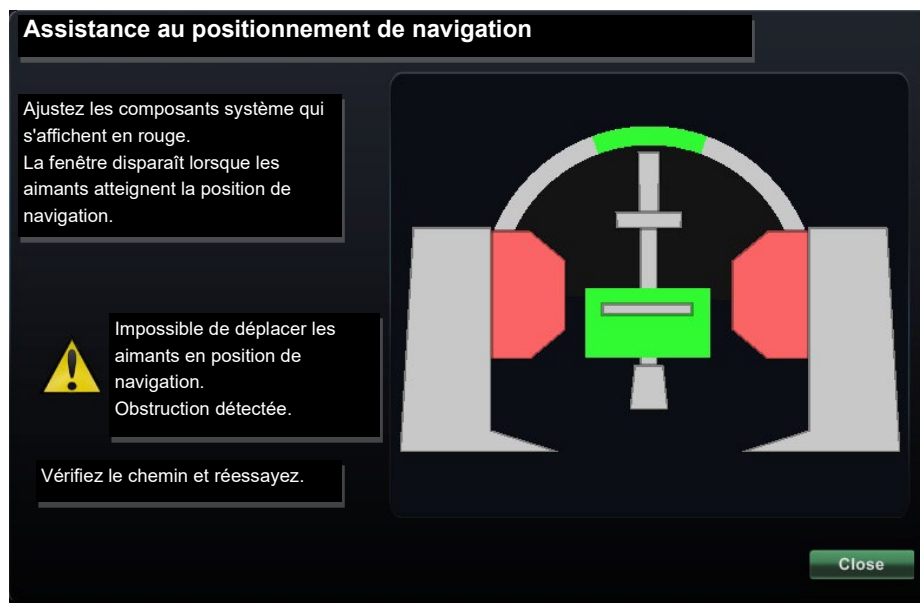 Assistance au positionnement de navigation
Ajustez les composants système qui
s'affichent en rouge.
La fenêtre disparaît lorsque les
aimants atteignent la position de
navigation.
Impossible de déplacer les
aimants en position de
navigation.
Obstruction détectée.
Vérifiez le chemin et réessayez.
Close